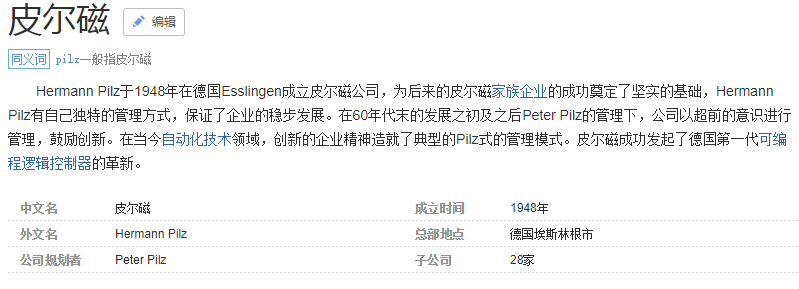 皮尔磁 编辑
同义词 pilz一般指皮尔磁
Hermann Pilz于1948年在德国Esslingen成立皮尔磁公司，为后来的皮尔磁家族企业的成功奠定了坚实的基础，Hermann
Pilz有自己独特的管理方式，保证了企业的稳步发展。在60年代末的发展之初及之后Peter Pilz的管理下，公司以超前的意识进行
管理，鼓励创新。在当今自动化技术领域，创新的企业精神造就了典型的Pilz式的管理模式。皮尔磁成功发起了德国第一代可编
程逻辑控制器的革新。
中文名 皮尔磁 成立时间 1948年
外文名 Hermann Pilz 总部地点 德国埃斯林根市
公司规划者 Peter Pilz 子公司 28家